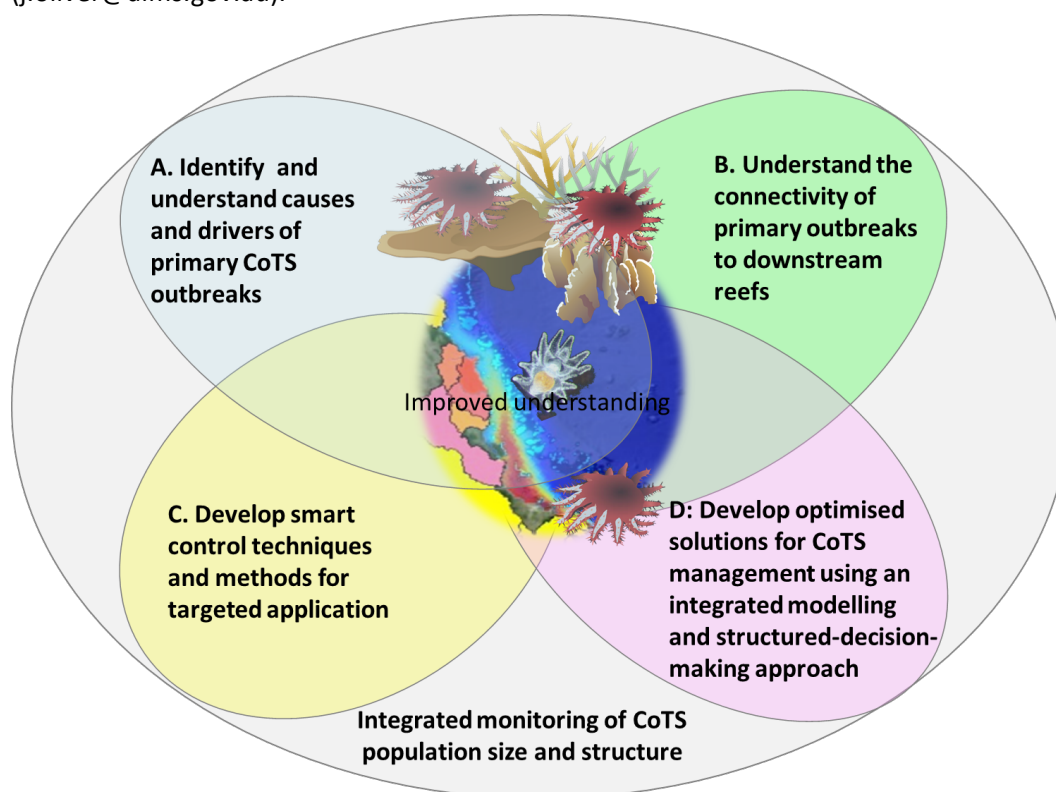 A. Identify and
understand causes
and drivers of
primary CoTS
outbreaks
B. Understand the
connectivity of
primary outbreaks
to downstream
reefs
Improved understanding
C. Develop smart
control techniques
and methods for
targeted application
D: Develop optimised
solutions for CoTS
management using an
integrated modelling
and structured-decision-
making approach
Integrated monitoring of CoTS
population size and structure